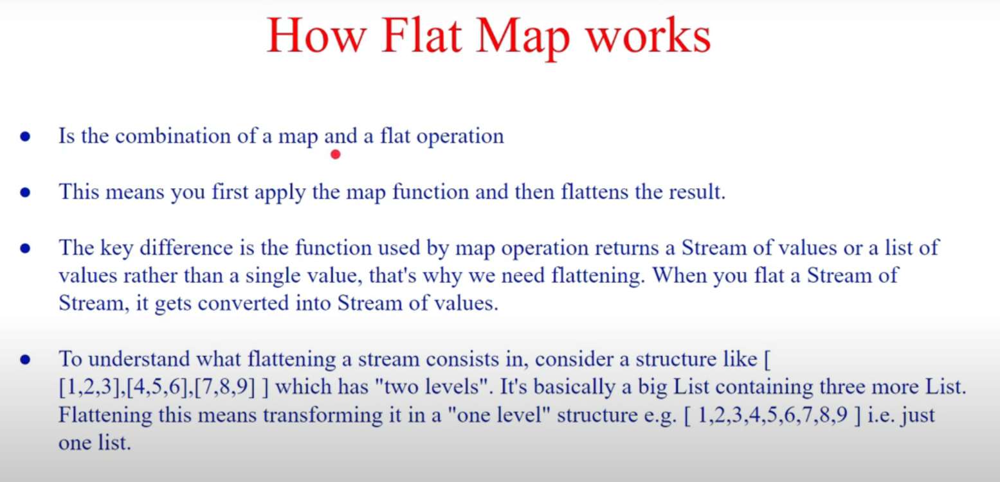 How Flat Map works
● Is the combination of a map and a flat operation
● This means you first apply the map function and then flattens the result.
● The key difference is the function used by map operation returns a Stream of values or a list of
values rather than a single value, that's why we need flattening. When you flat a Stream of
Stream, it gets converted into Stream of values.
● To understand what flattening a stream consists in, consider a structure like [
[1,2,3],[4,5,6],[7,8,9] ] which has "two levels". It's basically a big List containing three more List.
Flattening this means transforming it in a "one level" structure e.g. [ 1,2,3,4,5,6,7,8,9 ] i.e. just
one list.